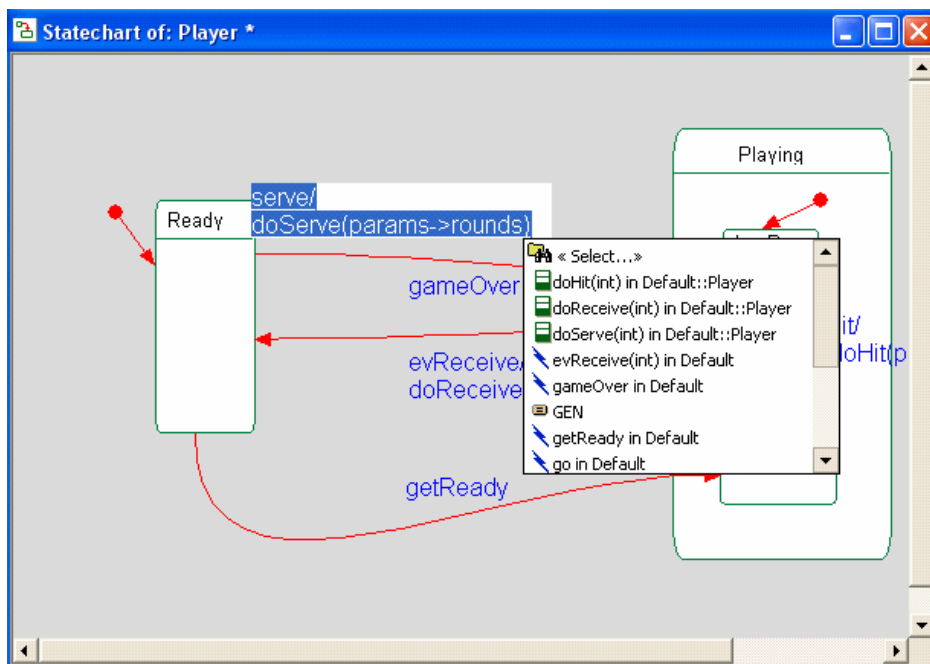 Statechart of: Player *
Playing
serve/
doServe(params->rounds)
Ready
« Select...»
doHit(int) in Default::Player
doReceive(int) in Default::Player
doServe(int) in Default::Player
evReceive(int) in Default
gameOver in Default
GEN
getReady in Default
go in Default
gameOver
evReceive/
doReceive
it/
doHit(p
getReady